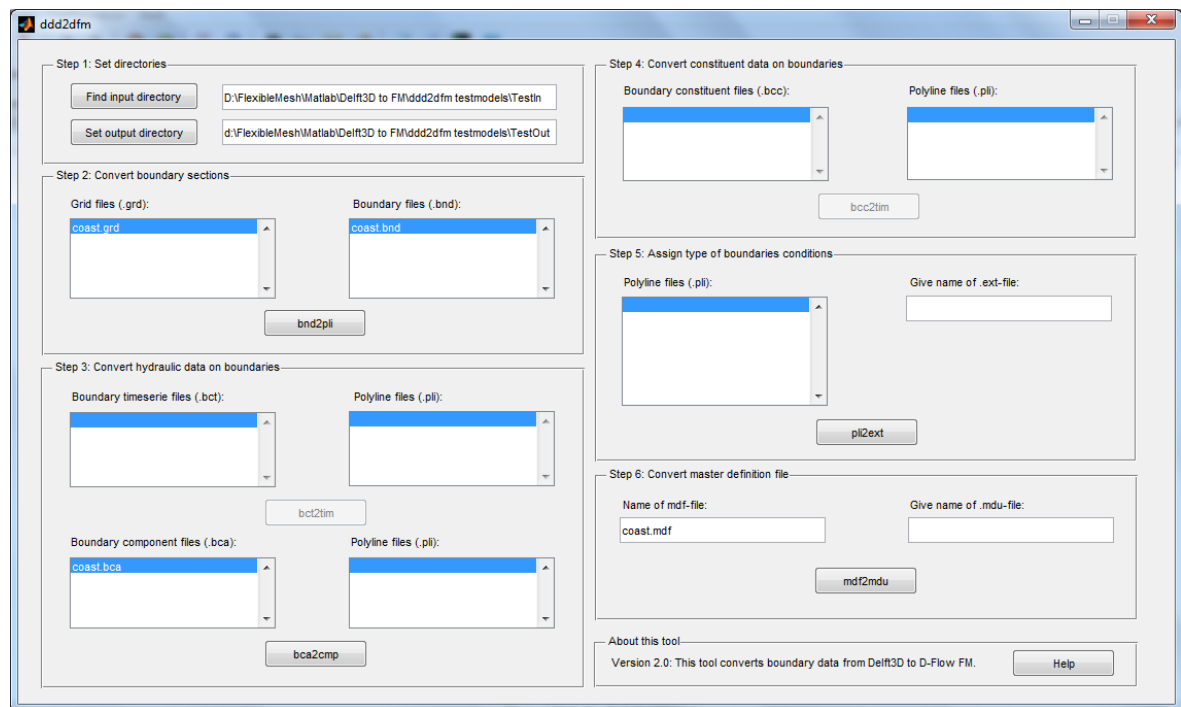 ddd2dfm
Step 1: Set directories
Find input directory
D:\FlexibleMesh\Matlab\Delft3D to FM\ddd2dfm testmodels\TestIn
Set output directory
d:\FlexibleMesh\Matlab\Delft3D to FM\ddd2dfm testmodels\TestOut
Step 2: Convert boundary sections
Grid files (.grd):
Boundary files (.bnd):
coast.grd
coast.bnd
bnd2pli
Step 3: Convert hydraulic data on boundaries
Boundary timeserie files (.bct):
Polyline files (.pli):
bct2tim
Boundary component files (.bca):
Polyline files (.pli):
coast.bca
bca2cmp
Step 4: Convert constituent data on boundaries
Boundary constituent files (.bcc):
Polyline files (.pli):
bcc2tim
Step 5: Assign type of boundaries conditions
Polyline files (.pli):
Give name of .ext-file:
pli2ext
Step 6: Convert master definition file
Name of mdf-file:
Give name of .mdu-file:
coast.mdf
mdf2mdu
About this tool
Version 2.0: This tool converts boundary data from Delft3D to D-Flow FM.
Help